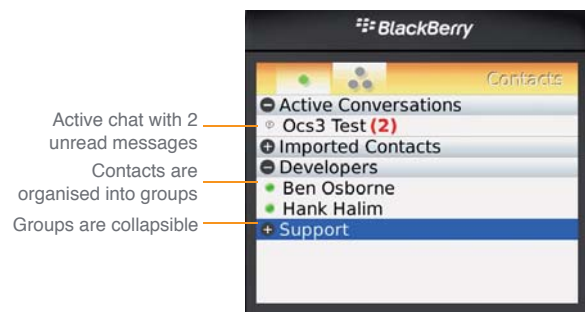 BlackBerry
Contacts
Active Conversations
Ocs3 Test (2)
Imported Contacts
Developers
Ben Osborne
Hank Halim
Support
Active chat with 2
unread messages
Contacts are
organised into groups
Groups are collapsible